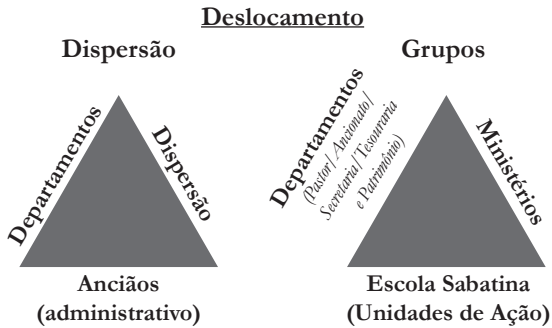 Deslocamento
Dispersão
Departamentos
Dispersão
Anciãos
(administrativo)
Grupos
Departamentos
(Pastor/Ancionato/
Secretaria/Tesouraria
e Patrimônio)
Ministérios
Escola Sabatina
(Unidades de Ação)